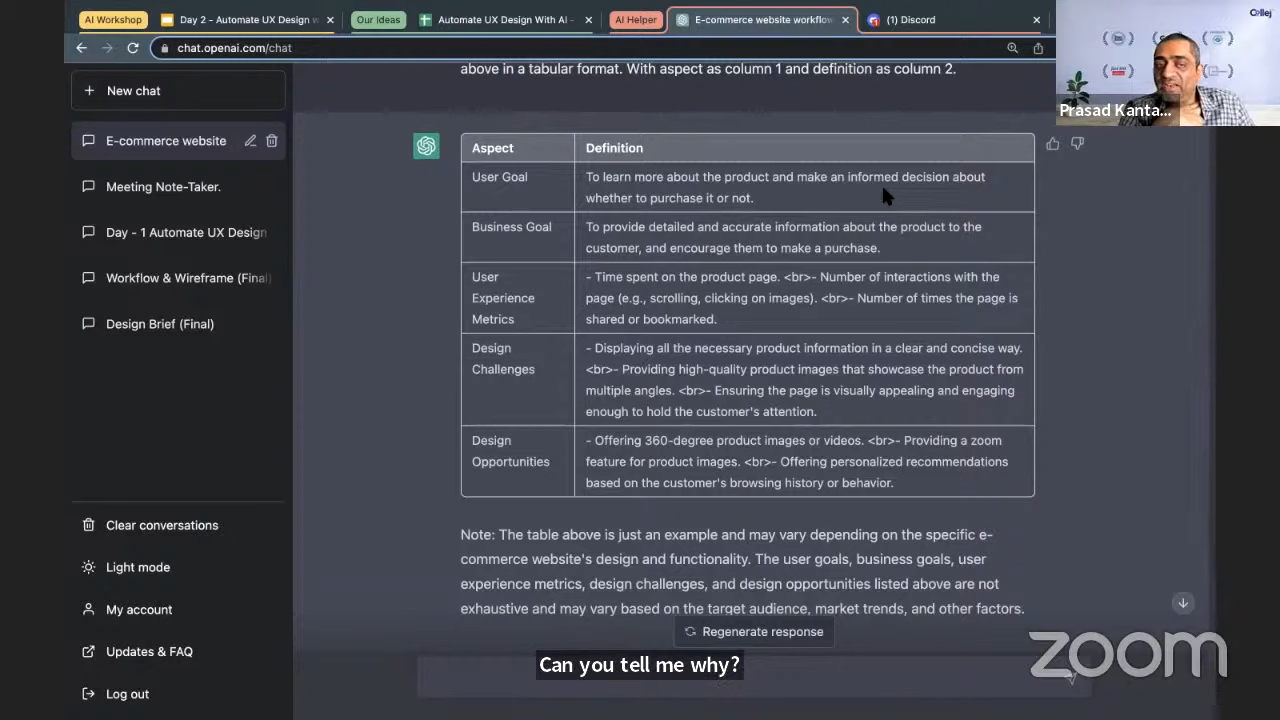 AI Workshop
Day 2 - Automate UX Design w
Our Ideas
Automate UX Design With AI -
AI Helper
E-commerce website workflow
(1) Discord
chat.openai.com/chat
Collej
Prasad Kanta...
New chat
E-commerce website
Meeting Note-Taker.
Day - 1 Automate UX Design
Workflow & Wireframe (Final)
Design Brief (Final)
Clear conversations
Light mode
My account
Updates & FAQ
Log out
above in a tabular format. With aspect as column 1 and definition as column 2.
Aspect
Definition
User Goal
To learn more about the product and make an informed decision about
whether to purchase it or not.
Business Goal
To provide detailed and accurate information about the product to the
customer, and encourage them to make a purchase.
User
Experience
Metrics
- Time spent on the product page. <br>- Number of interactions with the
page (e.g., scrolling, clicking on images). <br>- Number of times the page is
shared or bookmarked.
Design
Challenges
- Displaying all the necessary product information in a clear and concise way.
<br>- Providing high-quality product images that showcase the product from
multiple angles. <br>- Ensuring the page is visually appealing and engaging
enough to hold the customer's attention.
Design
Opportunities
- Offering 360-degree product images or videos. <br>- Providing a zoom
feature for product images. <br>- Offering personalized recommendations
based on the customer's browsing history or behavior.
Note: The table above is just an example and may vary depending on the specific e-
commerce website's design and functionality. The user goals, business goals, user
experience metrics, design challenges, and design opportunities listed above are not
exhaustive and may vary based on the target audience, market trends, and other factors.
Regenerate response
Can you tell me why?
zoom